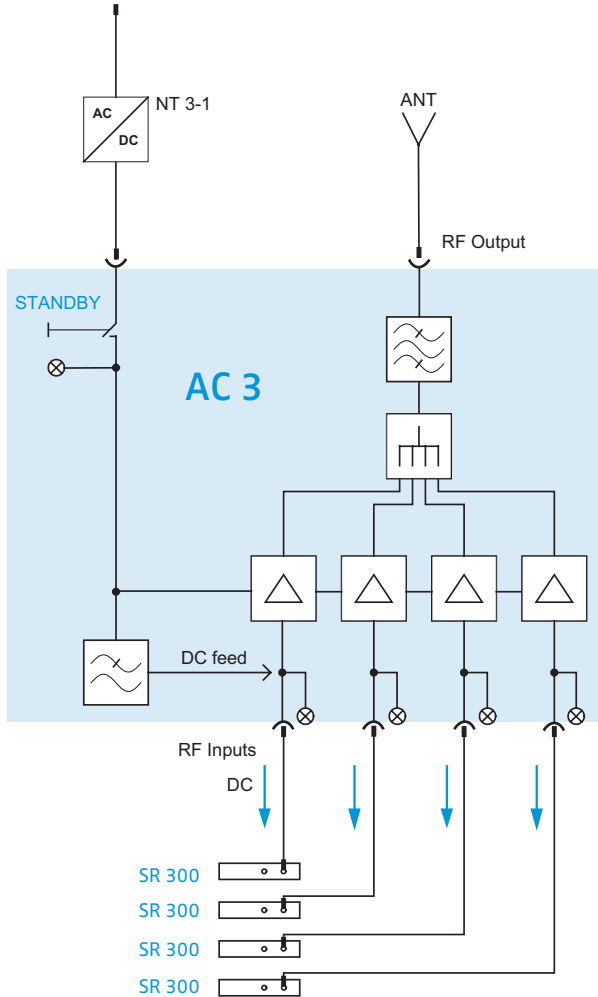 AC
DC
NT 3-1
ANT
RF Output
STANDBY
AC 3
DC feed
RF Inputs
DC
SR 300
SR 300
SR 300
SR 300